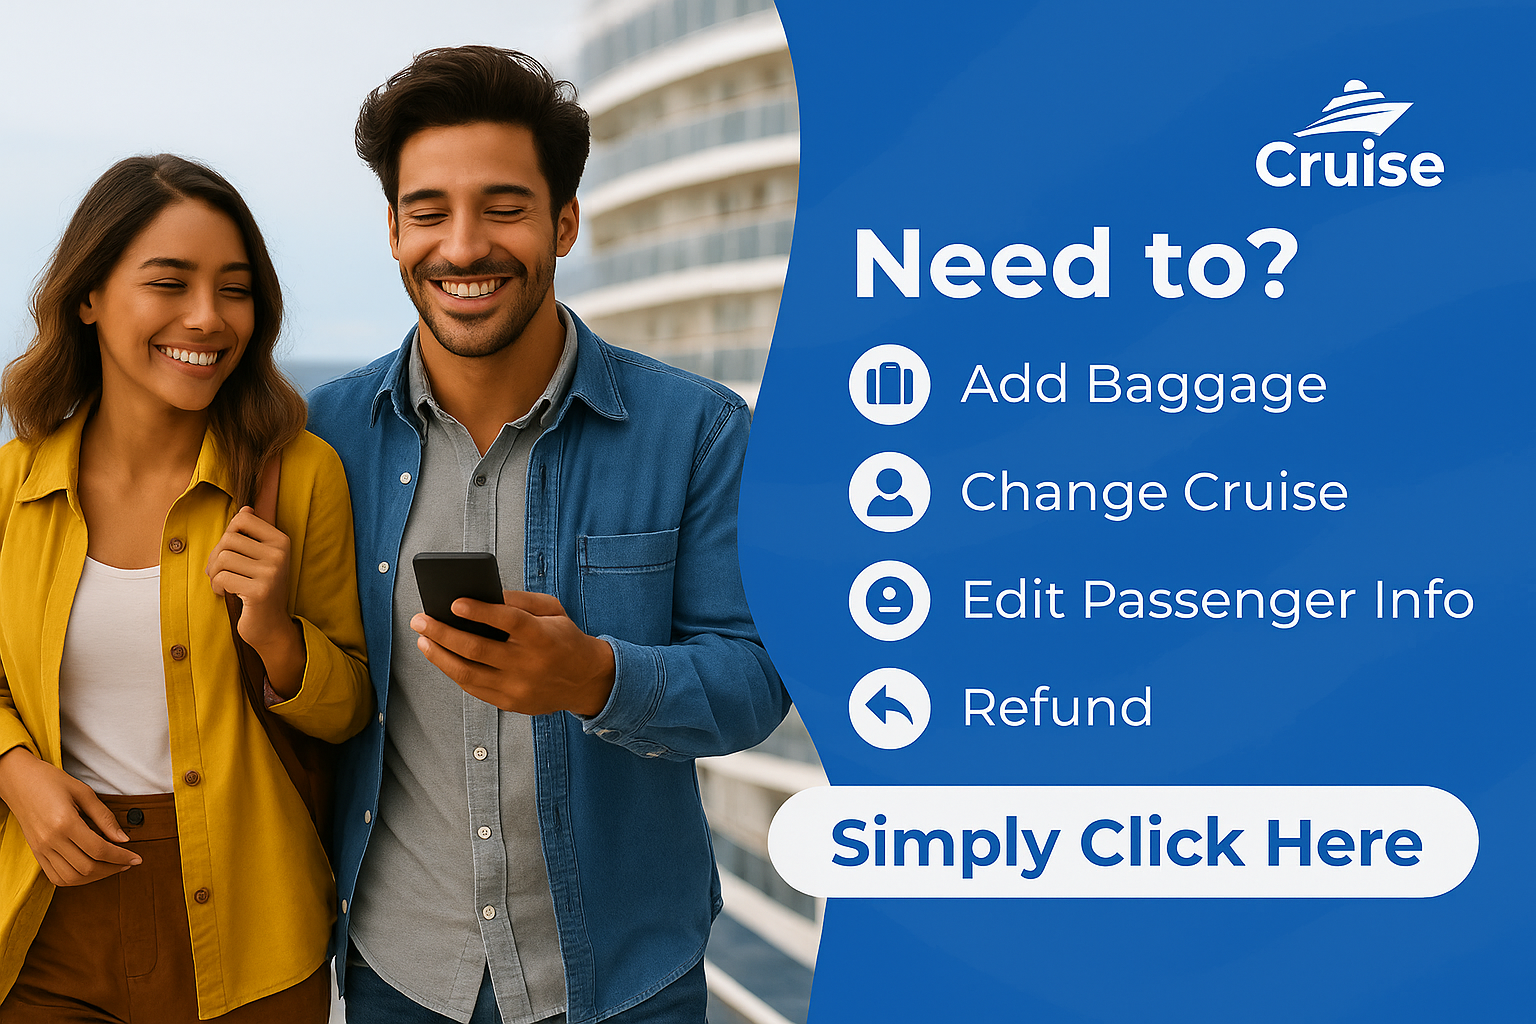 Cruise
Need to?
Add Baggage
Change Cruise
Edit Passenger Info
Refund
Simply Click Here